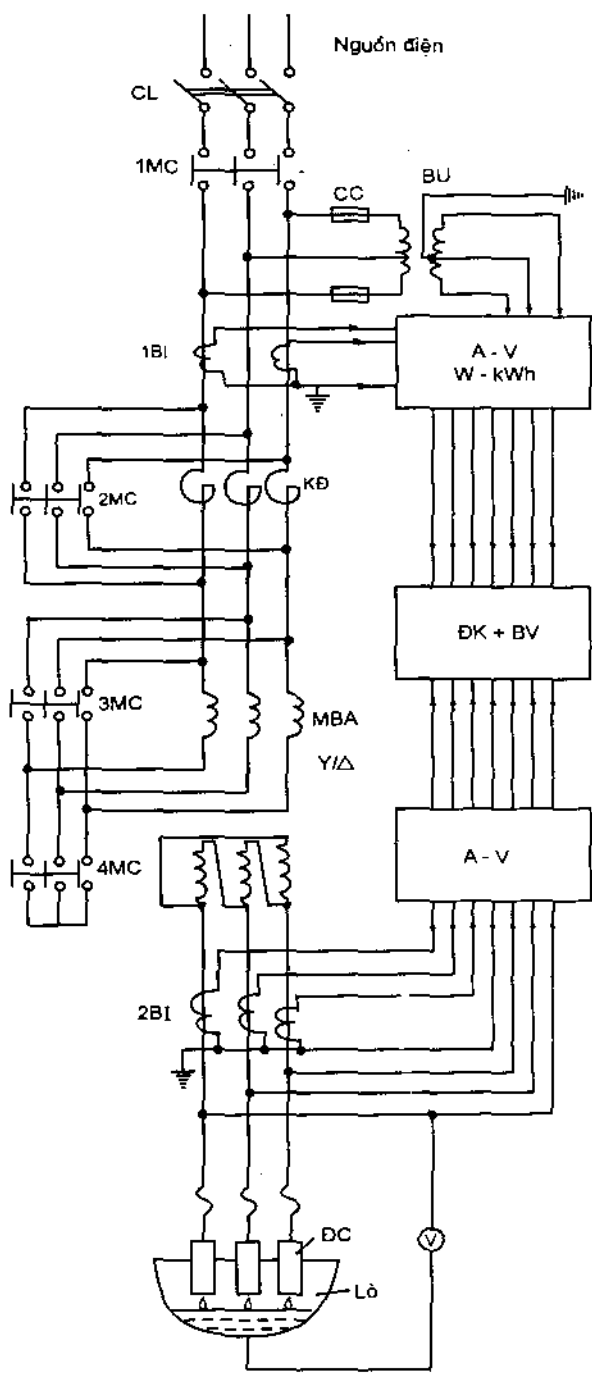 Nguồn điện
CL
1MC
CC
BU
1BI
A - V
W - kWh
2MC
KĐ
ĐK + BV
3MC
MBA
Y/△
4MC
A - V
2BI
ĐC
V
Lò